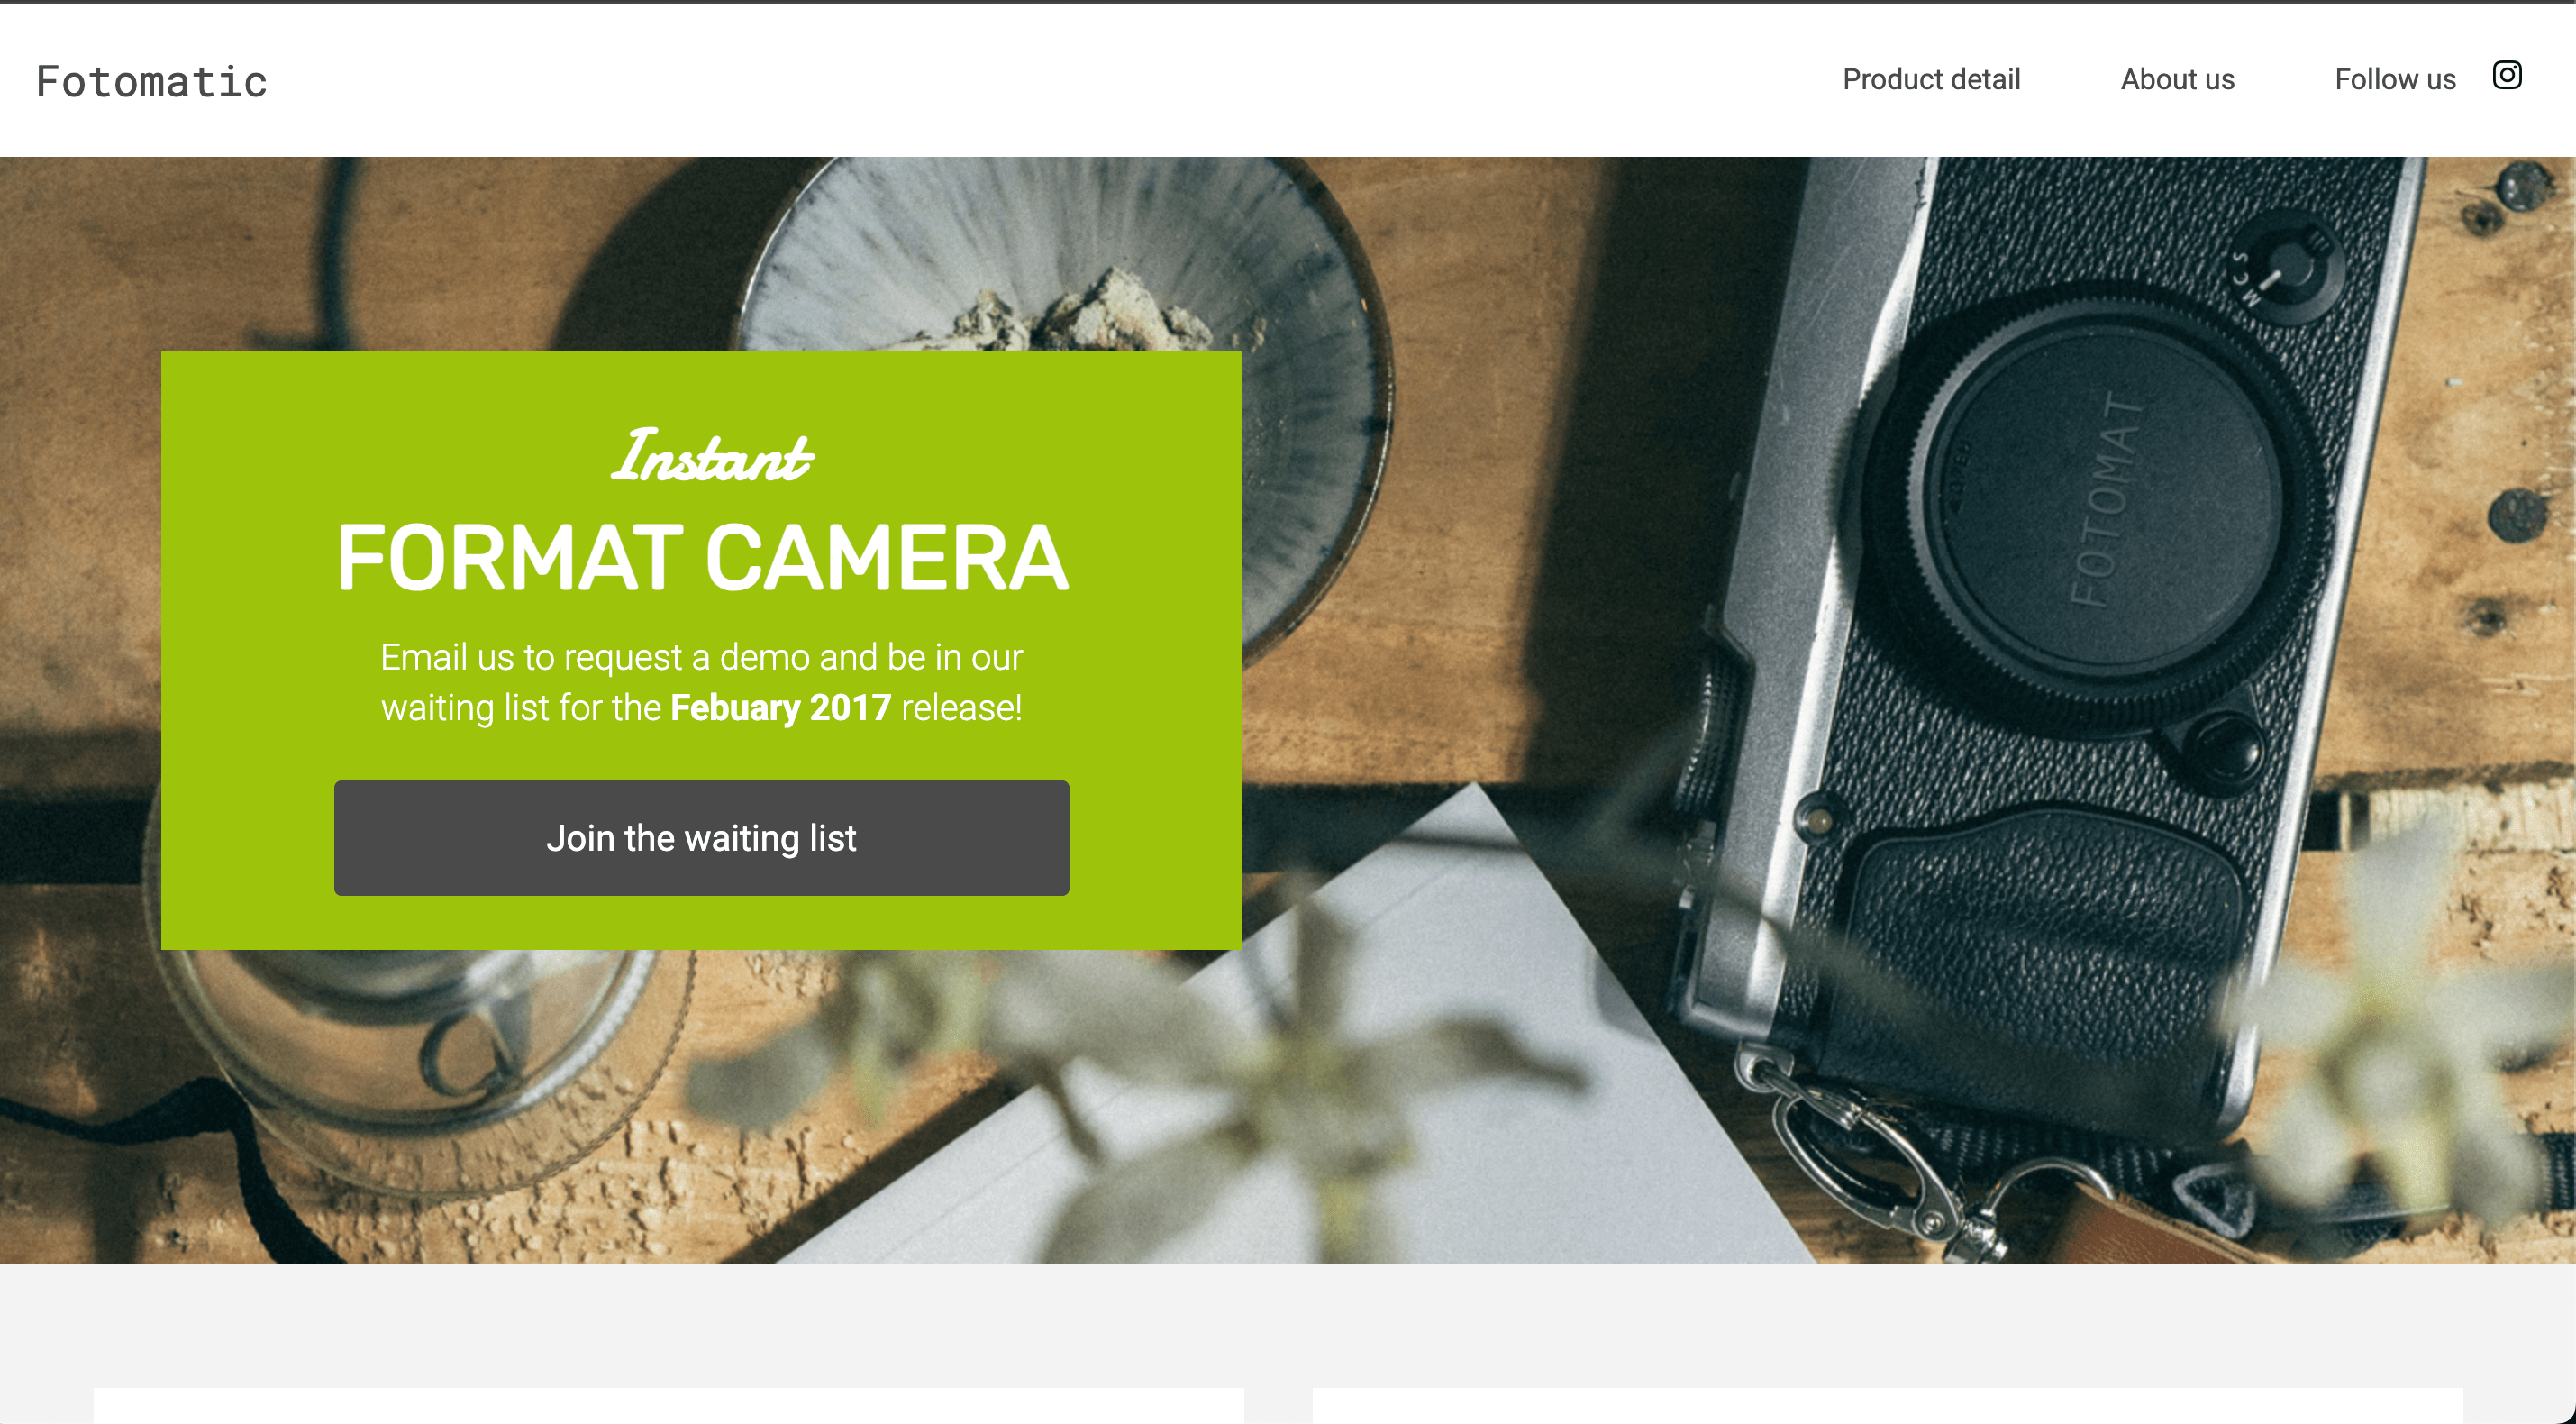 Fotomatic
Product detail
About us
Follow us
Instant
FORMAT CAMERA
Email us to request a demo and be in our
waiting list for the Febuary 2017 release!
Join the waiting list
S
C
M
FOTOMAT